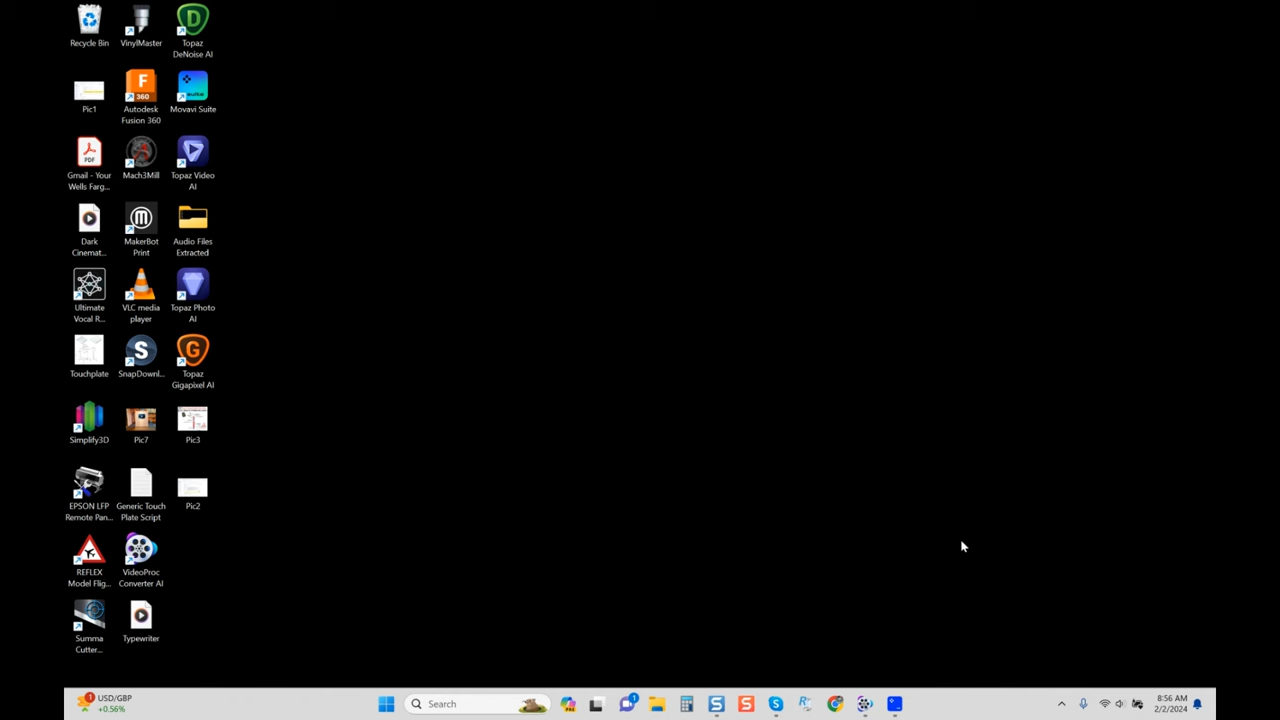 Recycle Bin
VinylMaster
Topaz
DeNoise AI
Pic1
Autodesk
Fusion 360
Movavi Suite
Gmail - Your
Wells Farg...
Mach3Mill
Topaz Video
AI
Dark
Cinemat...
MakerBot
Print
Audio Files
Extracted
Ultimate
Vocal R...
VLC media
player
Topaz Photo
AI
Touchplate
SnapDownl...
Topaz
Gigapixel AI
Simplify3D
Pic7
Pic3
EPSON LFP
Remote Pan...
Generic Touch
Plate Script
Pic2
REFLEX
Model Flig...
VideoProc
Converter AI
Summa
Cutter...
Typewriter
USD/GBP
+0.56%
Search
8:56 AM
2/2/2024